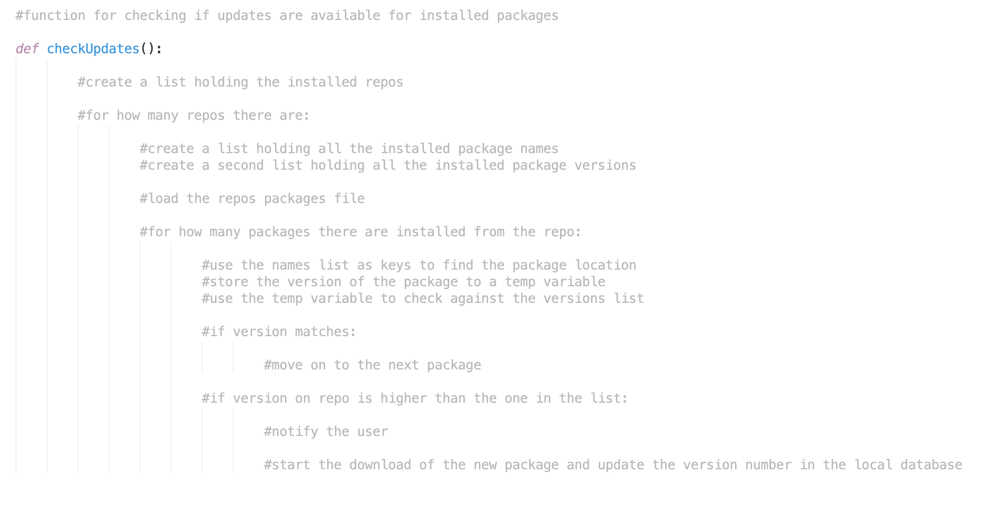 #function for checking if updates are available for installed packages
def checkUpdates():
#create a list holding the installed repos
#for how many repos there are:
#create a list holding all the installed package names
#create a second list holding all the installed package versions
#load the repos packages file
#for how many packages there are installed from the repo:
#use the names list as keys to find the package location
#store the version of the package to a temp variable
#use the temp variable to check against the versions list
#if version matches:
#move on to the next package
#if version on repo is higher than the one in the list:
#notify the user
#start the download of the new package and update the version number in the local database